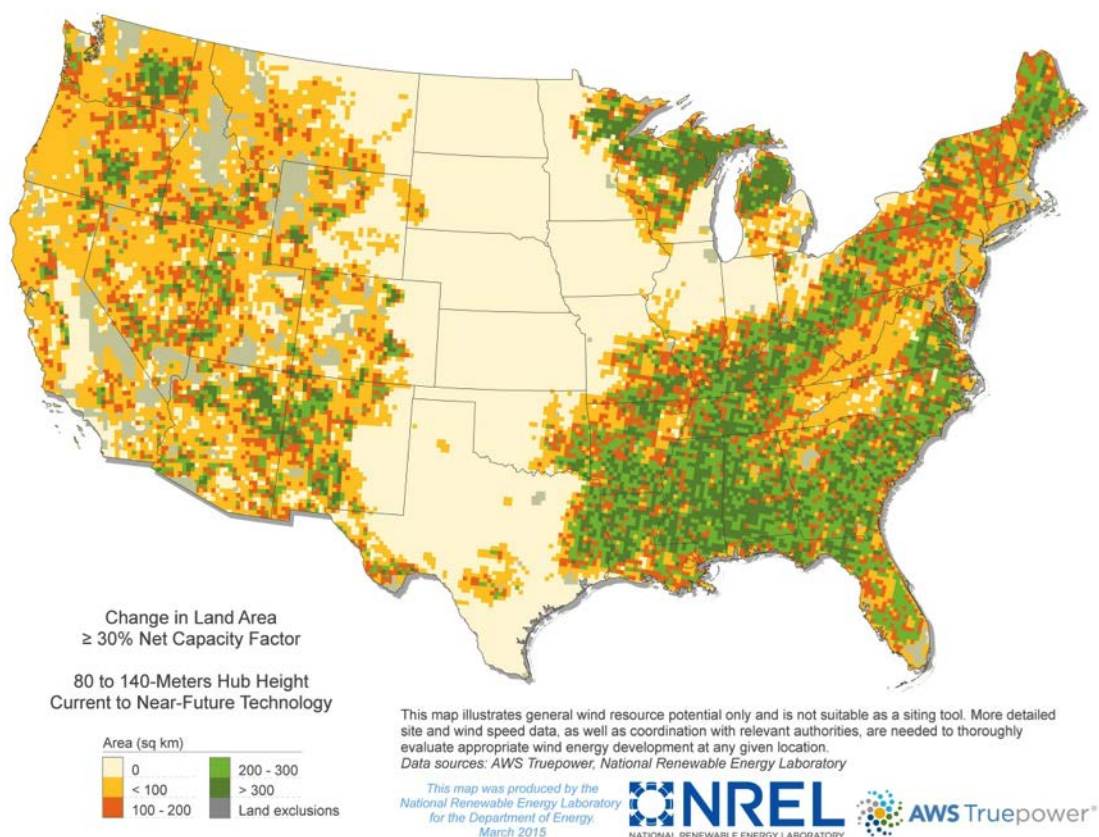 Change in Land Area
≥ 30% Net Capacity Factor
80 to 140-Meters Hub Height
Current to Near-Future Technology
Area (sq km)
0
< 100
100 - 200
200 - 300
> 300
Land exclusions
This map illustrates general wind resource potential only and is not suitable as a siting tool. More detailed
site and wind speed data, as well as coordination with relevant authorities, are needed to thoroughly
evaluate appropriate wind energy development at any given location.
Data sources: AWS Truepower, National Renewable Energy Laboratory
This map was produced by the
National Renewable Energy Laboratory
for the Department of Energy.
March 2015
NREL
NATIONAL RENEWABLE ENERGY LABORATORY
AWS Truepower®